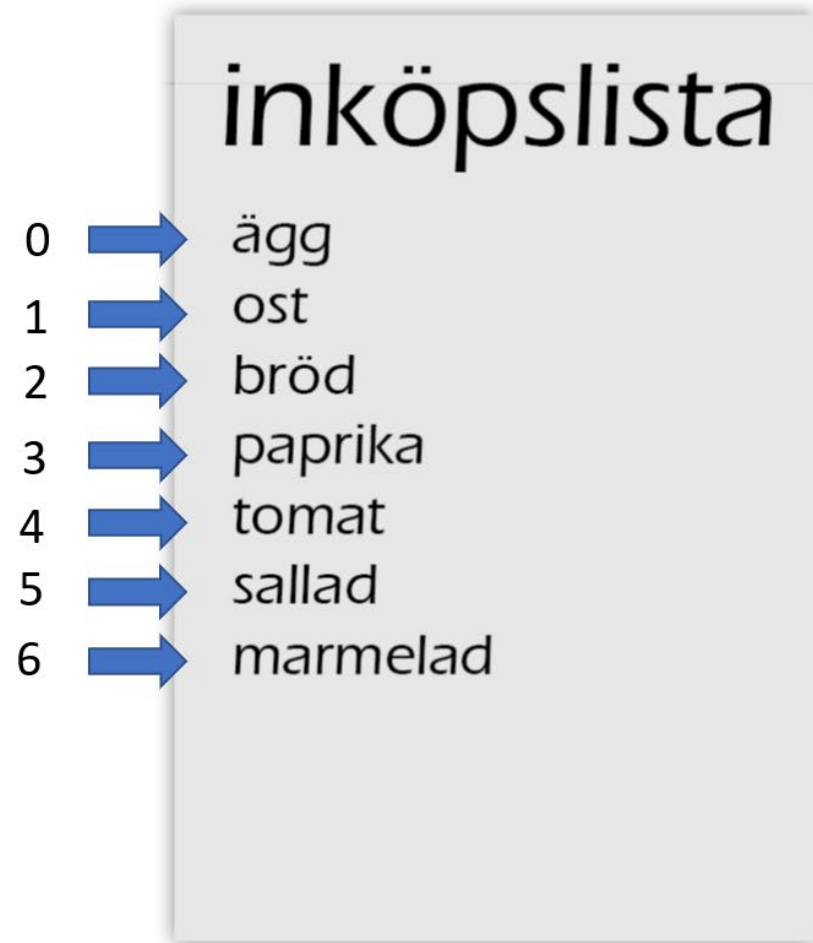 inköpslista
0 ägg
1 ost
2 bröd
3 paprika
4 tomat
5 sallad
6 marmelad